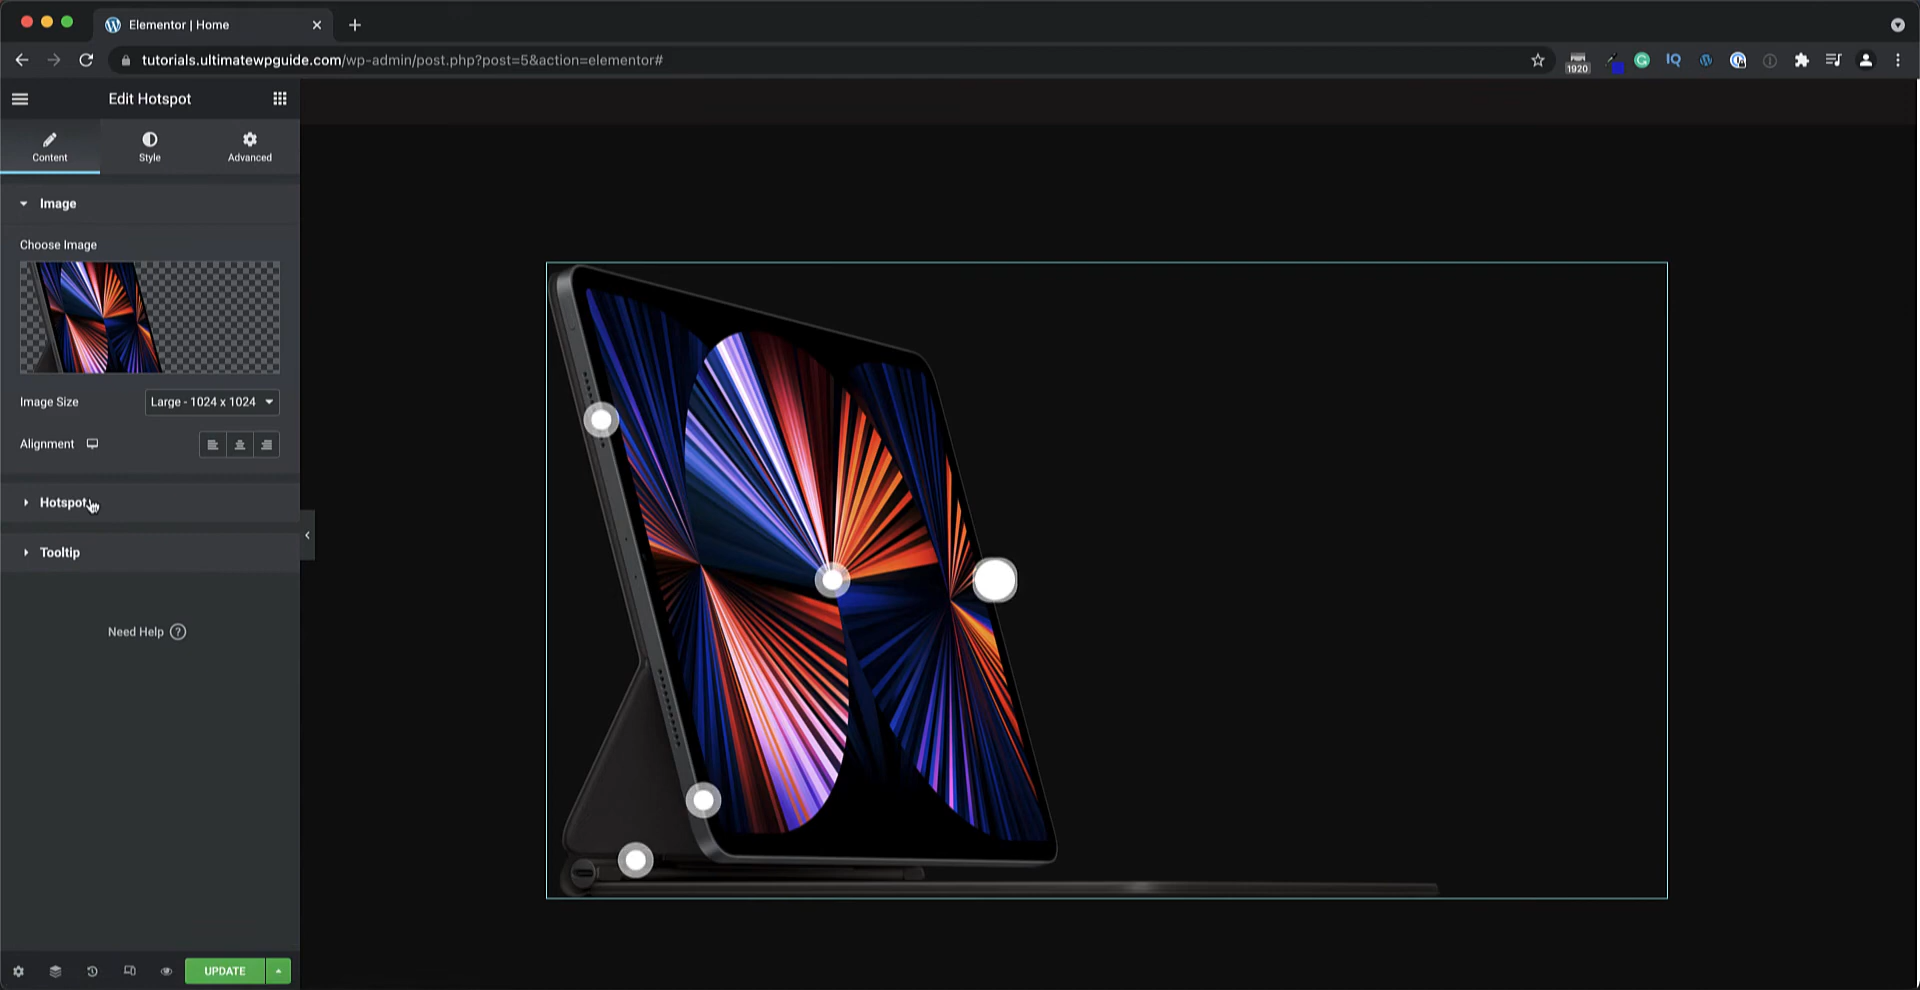 Elementor | Home
tutorials.ultimatewpguide.com/wp-admin/post.php?post=5&action=elementor#
1920
IQ
Edit Hotspot
Content
Style
Advanced
Image
Choose Image
Image Size
Large - 1024 x 1024
Alignment
Hotspot
Tooltip
Need Help ?
UPDATE